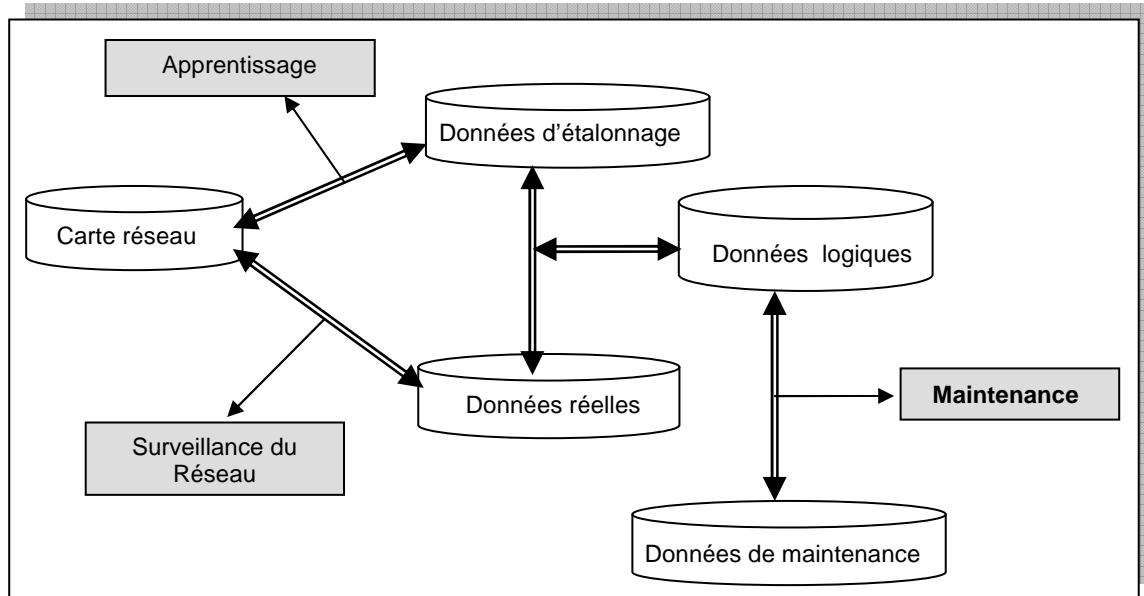 Apprentissage
Données d'étalonnage
Carte réseau
Données logiques
Données réelles
Maintenance
Surveillance du
Réseau
Données de maintenance